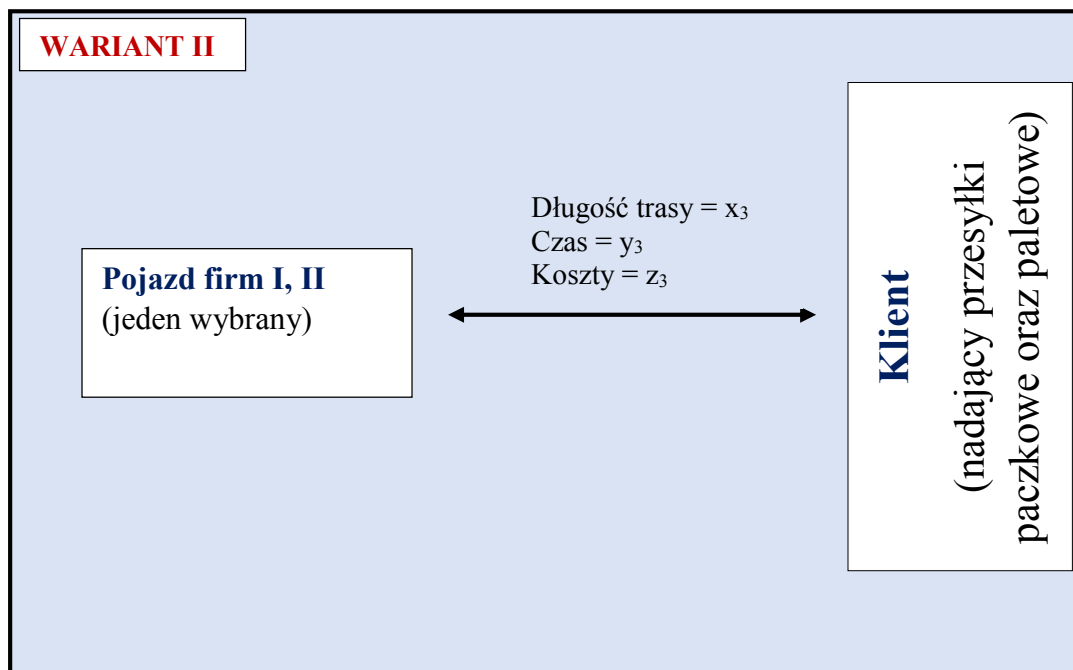 WARIANT II
Długość trasy = x₃
Czas = y₃
Koszty = z₃
Pojazd firm I, II
(jeden wybrany)
Klient
(nadający przesyłki
paczkowe oraz paletowe)